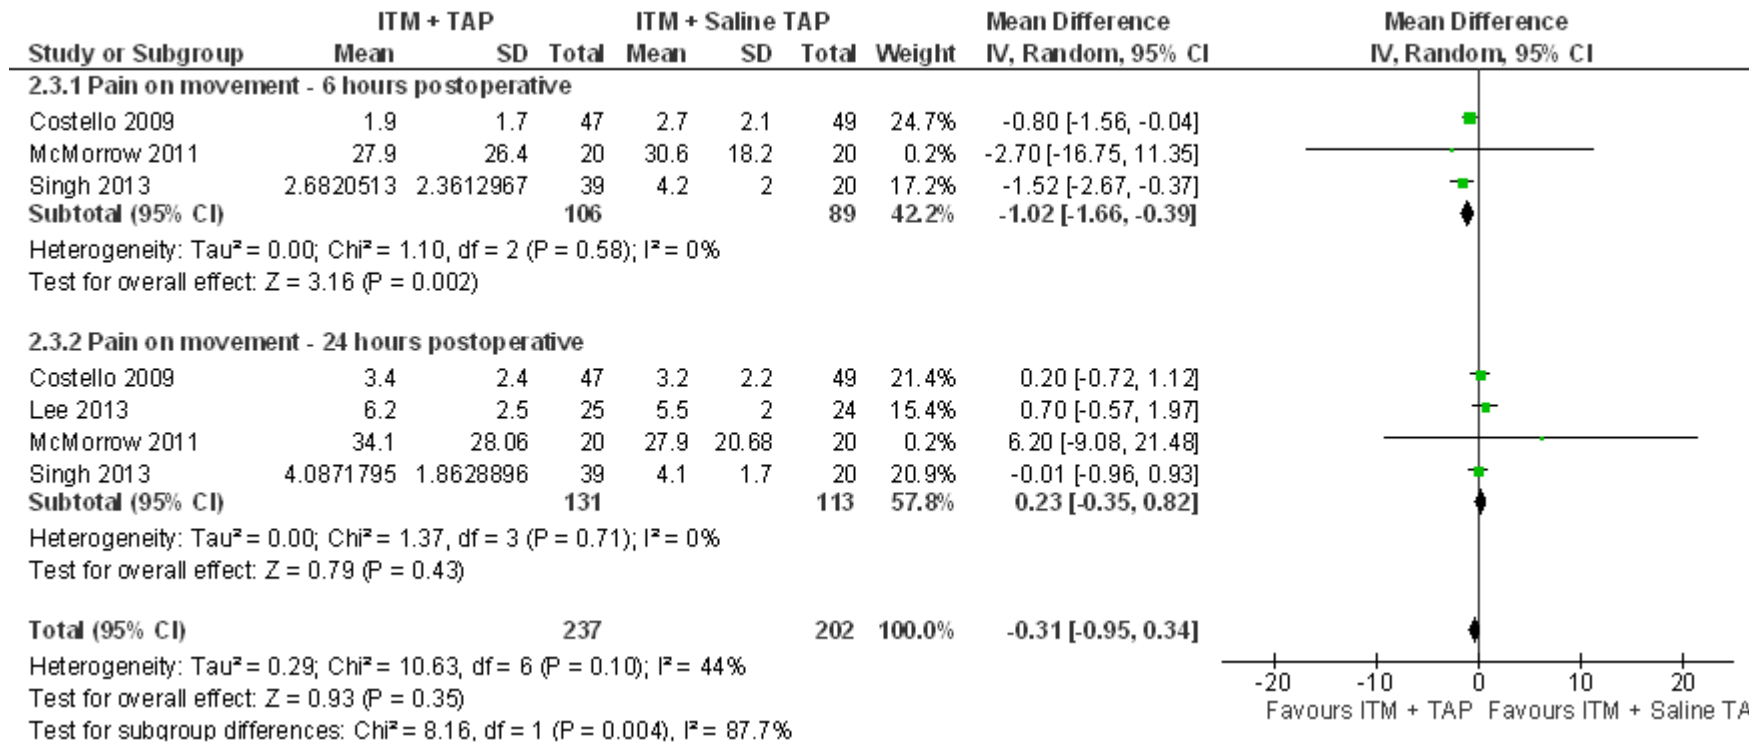 ITM + TAP ITM + Saline TAP Mean Difference Mean Difference
Study or Subgroup Mean SD Total Mean SD Total Weight IV, Random, 95% CI IV, Random, 95% CI
2.3.1 Pain on movement - 6 hours postoperative
Costello 2009 1.9 1.7 47 2.7 2.1 49 24.7% -0.80 [-1.56, -0.04]
McMorrow 2011 27.9 26.4 20 30.6 18.2 20 0.2% -2.70 [-16.75, 11.35]
Singh 2013 2.6820513 2.3612967 39 4.2 2 20 17.2% -1.52 [-2.67, -0.37]
Subtotal (95% CI) 106 89 42.2% -1.02 [-1.66, -0.39]
Heterogeneity: Tau² = 0.00; Chi² = 1.10, df = 2 (P = 0.58); I² = 0%
Test for overall effect: Z = 3.16 (P = 0.002)
2.3.2 Pain on movement - 24 hours postoperative
Costello 2009 3.4 2.4 47 3.2 2.2 49 21.4% 0.20 [-0.72, 1.12]
Lee 2013 6.2 2.5 25 5.5 2 24 15.4% 0.70 [-0.57, 1.97]
McMorrow 2011 34.1 28.06 20 27.9 20.68 20 0.2% 6.20 [-9.08, 21.48]
Singh 2013 4.0871795 1.8628896 39 4.1 1.7 20 20.9% -0.01 [-0.96, 0.93]
Subtotal (95% CI) 131 113 57.8% 0.23 [-0.35, 0.82]
Heterogeneity: Tau² = 0.00; Chi² = 1.37, df = 3 (P = 0.71); I² = 0%
Test for overall effect: Z = 0.79 (P = 0.43)
Total (95% CI) 237 202 100.0% -0.31 [-0.95, 0.34]
Heterogeneity: Tau² = 0.29; Chi² = 10.63, df = 6 (P = 0.10); I² = 44%
Test for overall effect: Z = 0.93 (P = 0.35)
Test for subgroup differences: Chi² = 8.16, df = 1 (P = 0.004), I² = 87.7%
-20 -10 0 10 20
Favours ITM + TAP Favours ITM + Saline TA